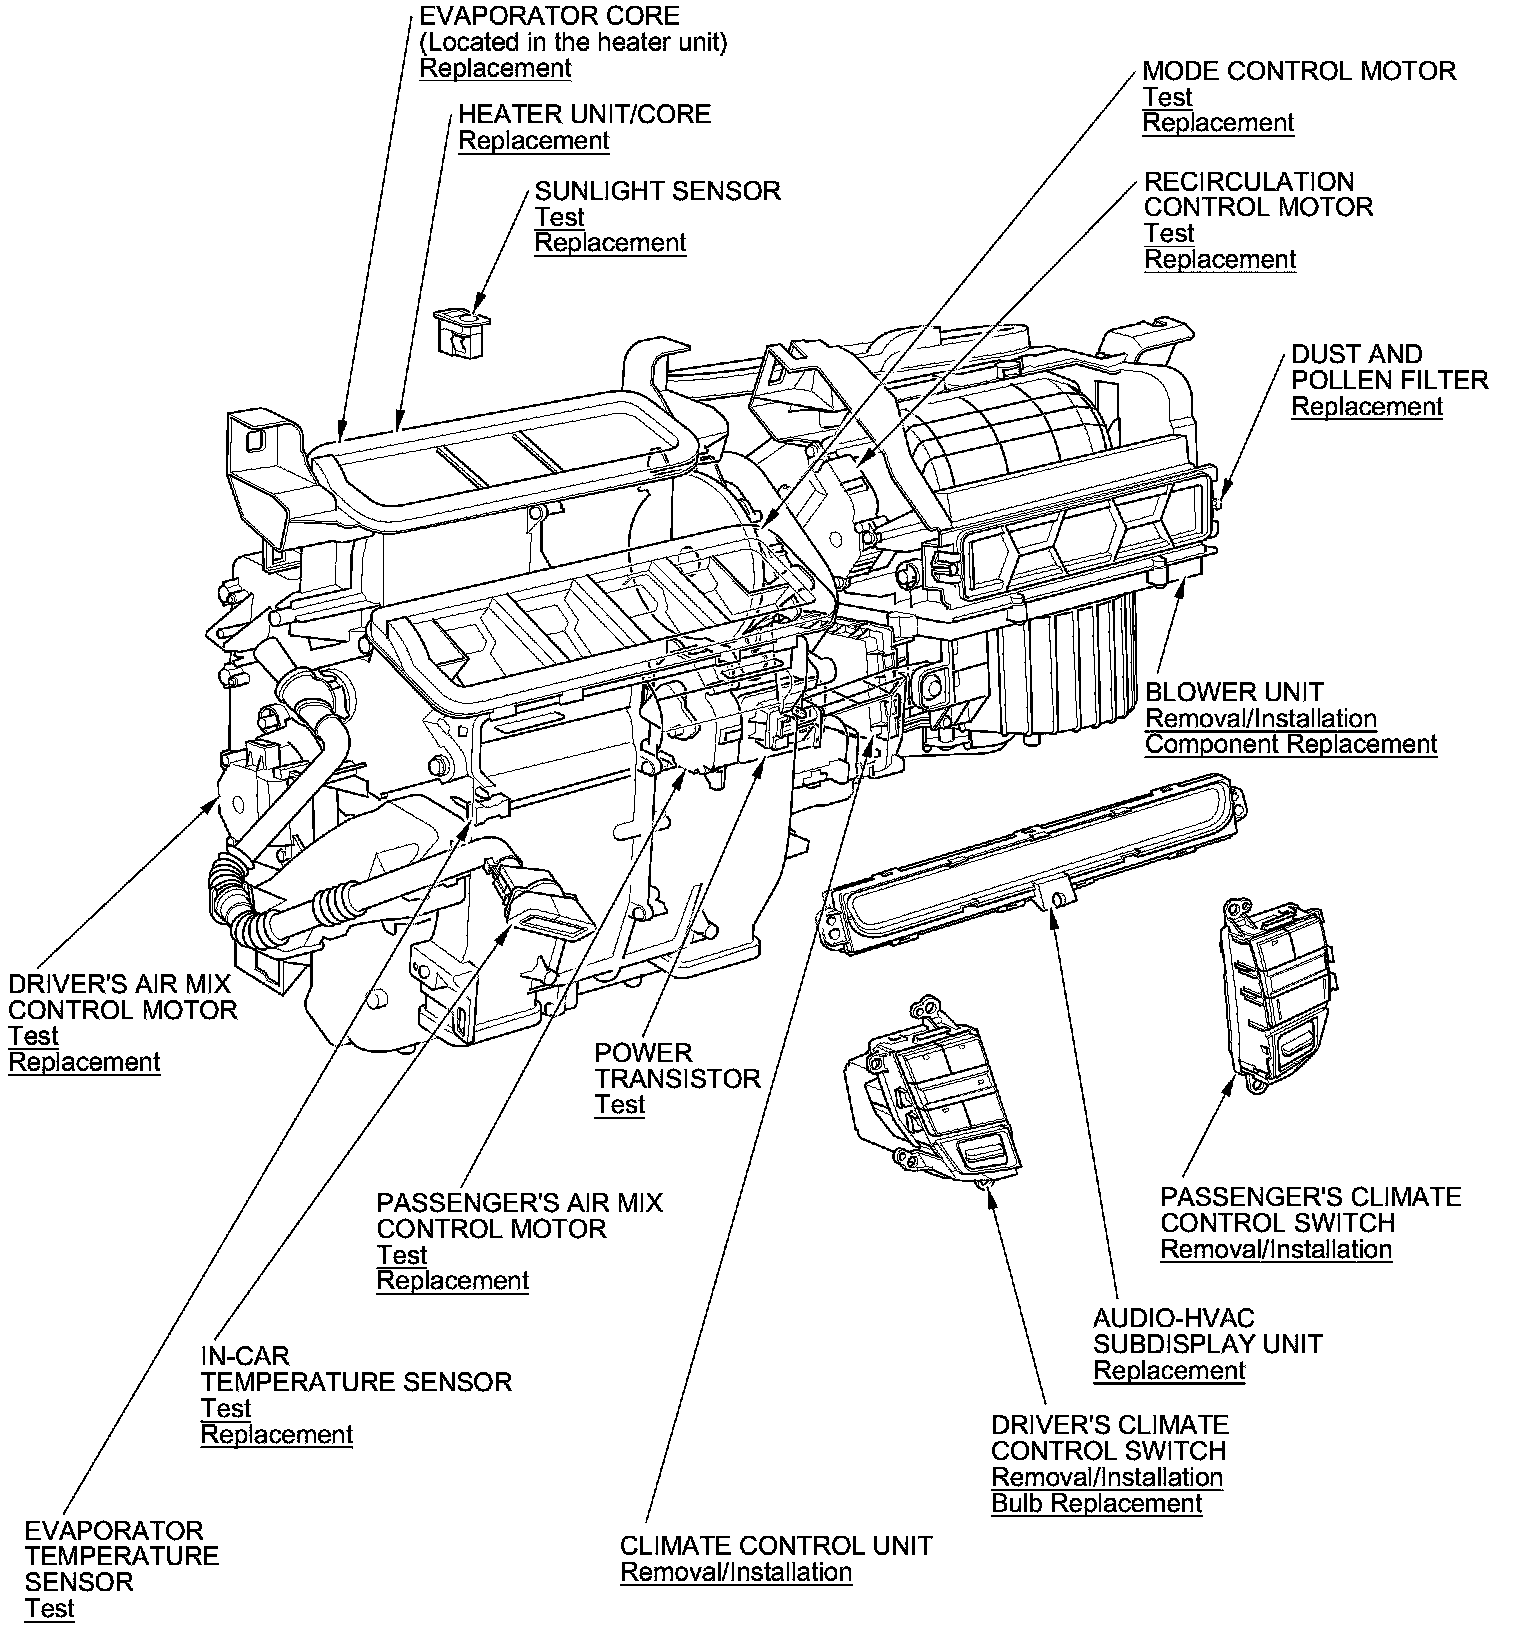 EVAPORATOR CORE
(Located in the heater unit)
Replacement
HEATER UNIT/CORE
Replacement
SUNLIGHT SENSOR
Test
Replacement
MODE CONTROL MOTOR
Test
Replacement
RECIRCULATION
CONTROL MOTOR
Test
Replacement
DUST AND
POLLEN FILTER
Replacement
BLOWER UNIT
Removal/Installation
Component Replacement
DRIVER'S AIR MIX
CONTROL MOTOR
Test
Replacement
POWER
TRANSISTOR
Test
PASSENGER'S AIR MIX
CONTROL MOTOR
Test
Replacement
PASSENGER'S CLIMATE
CONTROL SWITCH
Removal/Installation
AUDIO-HVAC
SUBDISPLAY UNIT
Replacement
IN-CAR
TEMPERATURE SENSOR
Test
Replacement
DRIVER'S CLIMATE
CONTROL SWITCH
Removal/Installation
Bulb Replacement
EVAPORATOR
TEMPERATURE
SENSOR
Test
CLIMATE CONTROL UNIT
Removal/Installation